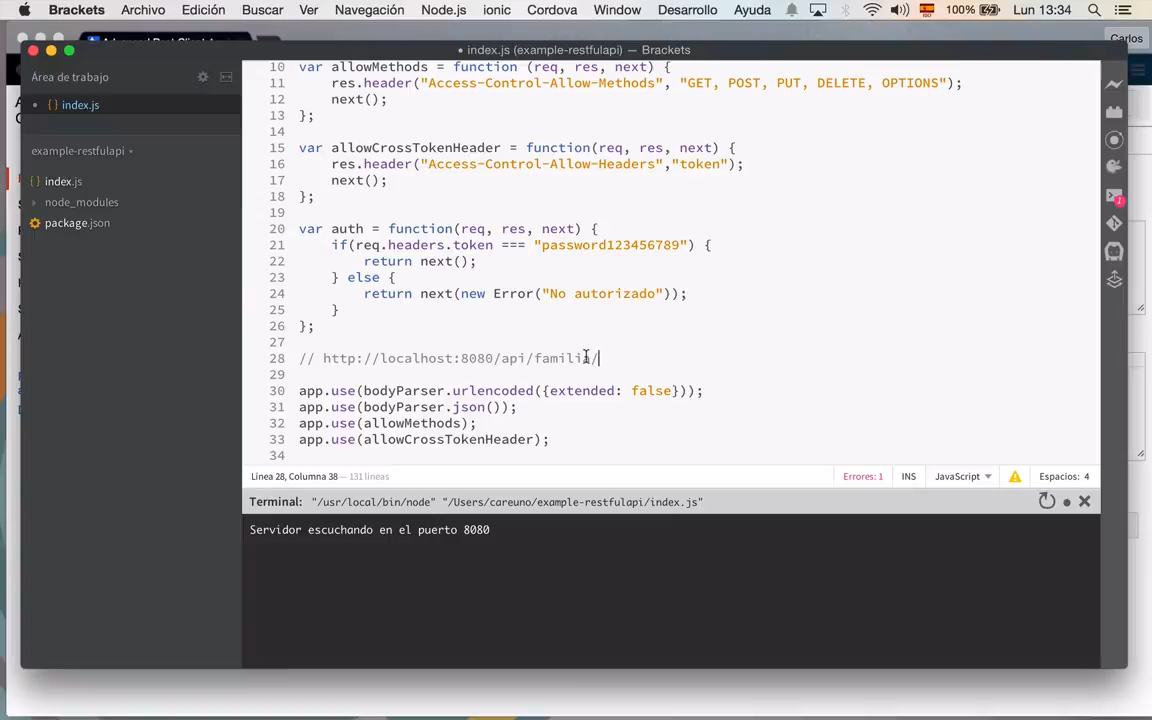 Brackets Archivo Edición Buscar Ver Navegación Node.js ionic Cordova Window Desarrollo Ayuda 100% Lun 13:34
Carlos
• index.js (example-restfulapi) — Brackets
Área de trabajo
index.js
example-restfulapi
index.js
node_modules
package.json
10 var allowMethods = function (req, res, next) {
11 res.header("Access-Control-Allow-Methods", "GET, POST, PUT, DELETE, OPTIONS");
12 next();
13 };
14
15 var allowCrossTokenHeader = function(req, res, next) {
16 res.header("Access-Control-Allow-Headers","token");
17 next();
18 };
19
20 var auth = function(req, res, next) {
21 if(req.headers.token === "password123456789") {
22 return next();
23 } else {
24 return next(new Error("No autorizado"));
25 }
26 };
27
28 // http://localhost:8080/api/familia/
29
30 app.use(bodyParser.urlencoded({extended: false}));
31 app.use(bodyParser.json());
32 app.use(allowMethods);
33 app.use(allowCrossTokenHeader);
34
Línea 28, Columna 38 — 131 líneas Errores: 1 INS JavaScript Espacios: 4
Terminal: "/usr/local/bin/node" "/Users/careuno/example-restfulapi/index.js"
Servidor escuchando en el puerto 8080